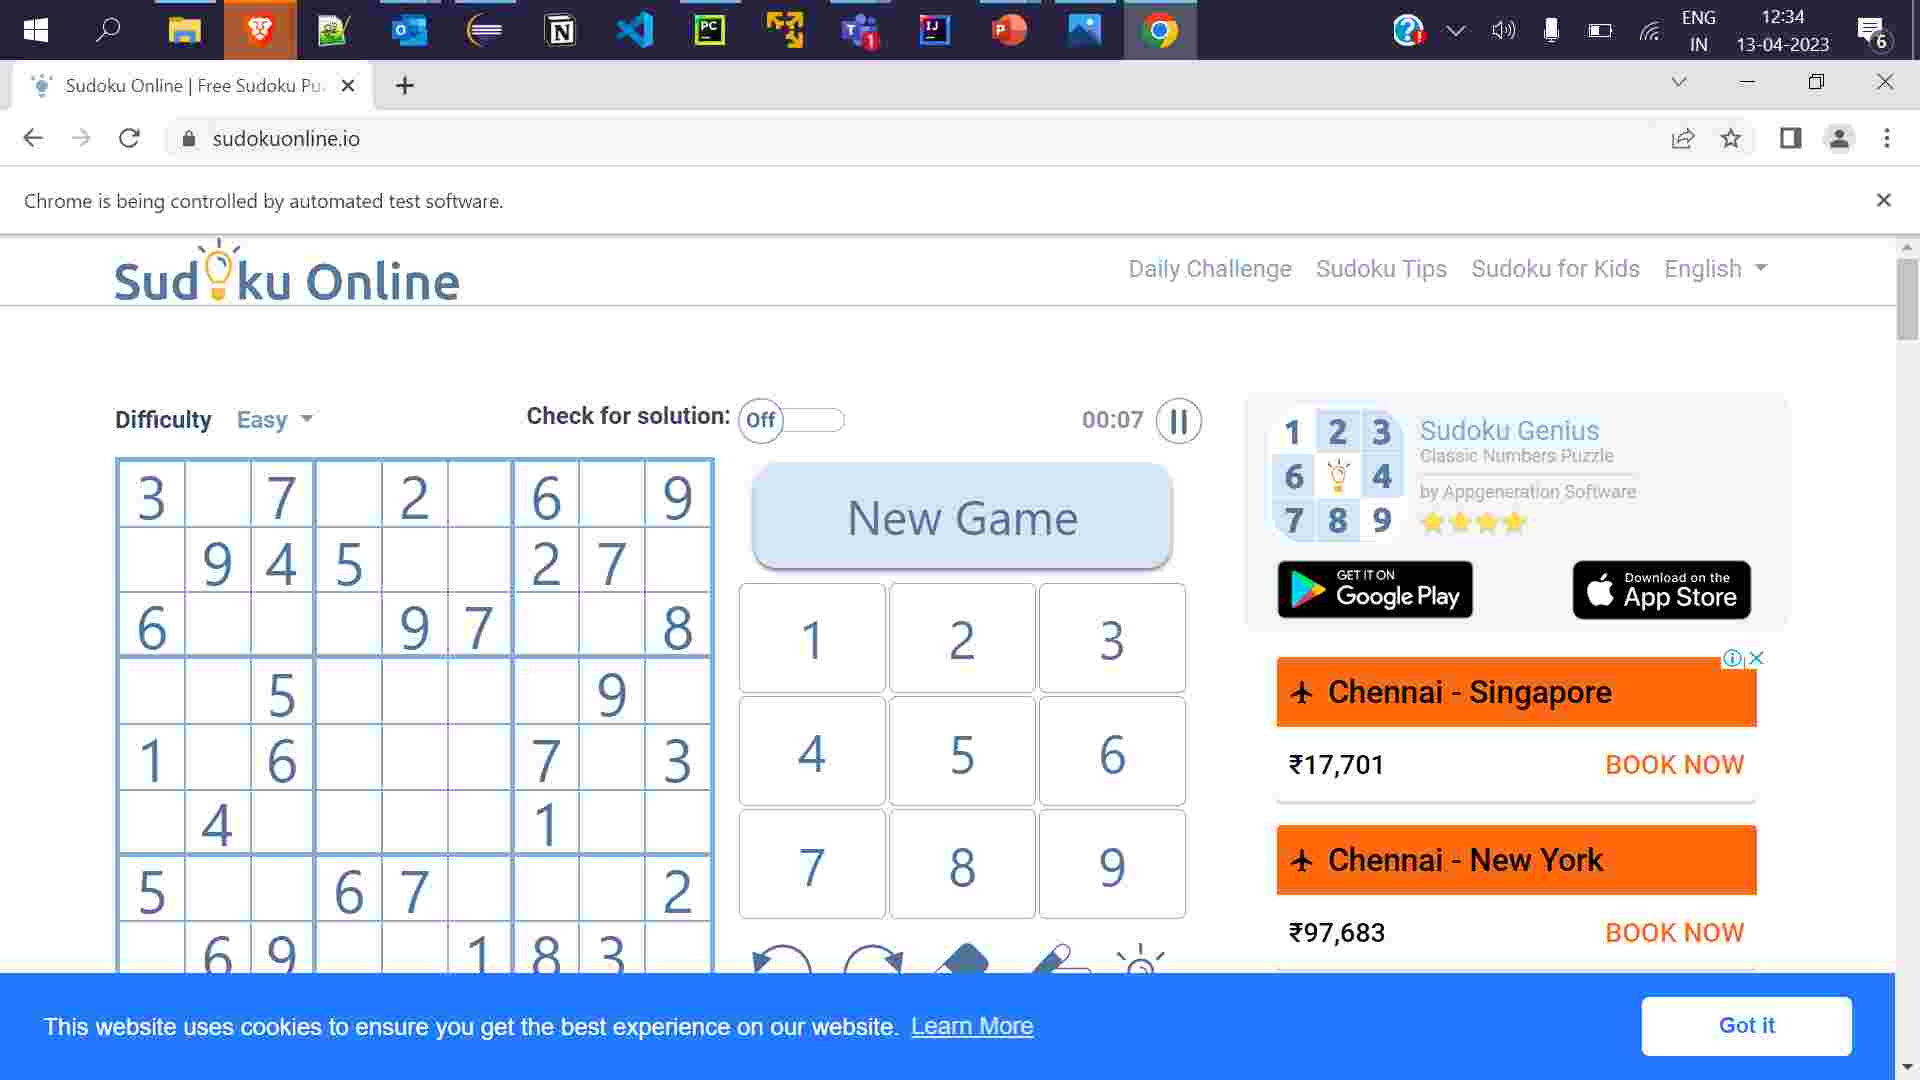 ENG
IN
12:34
13-04-2023
6
1
Sudoku Online | Free Sudoku Pu
sudokuonline.io
Chrome is being controlled by automated test software.
Sudoku Online
Daily Challenge Sudoku Tips Sudoku for Kids English
Difficulty Easy
Check for solution: Off
00:07
3 7 2 6 9
9 4 5 2 7
6 9 7 8
5 9
1 6 7 3
4 1
5 6 7 2
6 9 1 8 3
New Game
1 2 3
4 5 6
7 8 9
1 2 3
6 4
7 8 9
Sudoku Genius
Classic Numbers Puzzle
by Appgeneration Software
GET IT ON
Google Play
Download on the
App Store
Chennai - Singapore
₹17,701 BOOK NOW
Chennai - New York
₹97,683 BOOK NOW
This website uses cookies to ensure you get the best experience on our website. Learn More
Got it